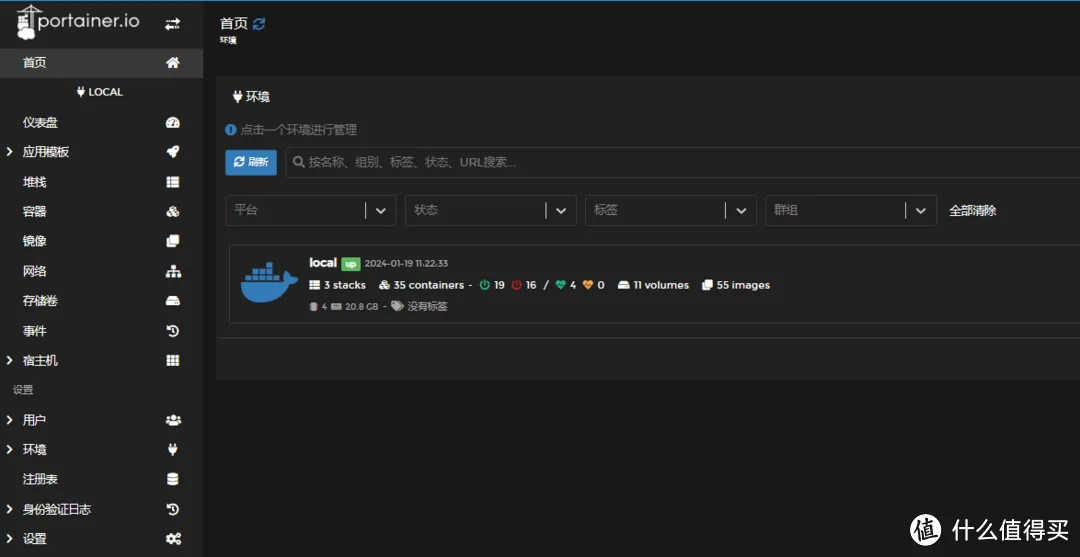 portainer.io
首页
LOCAL
仪表盘
应用模板
堆栈
容器
镜像
网络
存储卷
事件
宿主机
设置
用户
环境
注册表
身份验证日志
设置
首页
环境
环境
点击一个环境进行管理
刷新 按名称、组别、标签、状态、URL搜索...
平台 状态 标签 群组 全部清除
local up 2024-01-19 11:22:33
3 stacks 35 containers - 19 16 / 4 0 11 volumes 55 images
4 20.8 GB - 没有标签
值 什么值得买